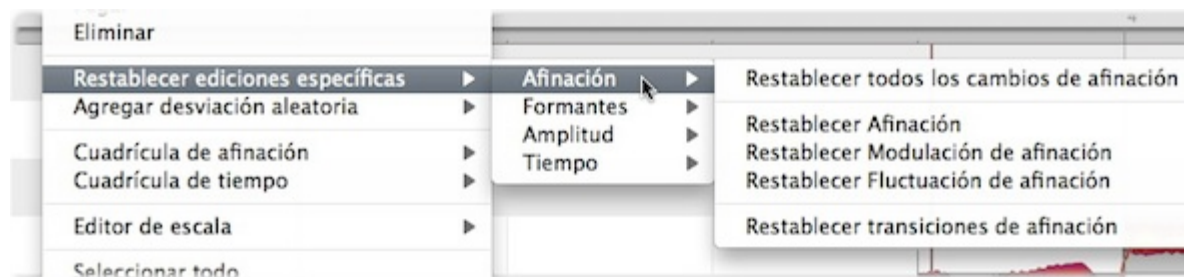 Eliminar
Restablecer ediciones específicas
Agregar desviación aleatoria
Cuadrícula de afinación
Cuadrícula de tiempo
Editor de escala
Seleccionar todo
Afinación
Formantes
Amplitud
Tiempo
Restablecer todos los cambios de afinación
Restablecer Afinación
Restablecer Modulación de afinación
Restablecer Fluctuación de afinación
Restablecer transiciones de afinación